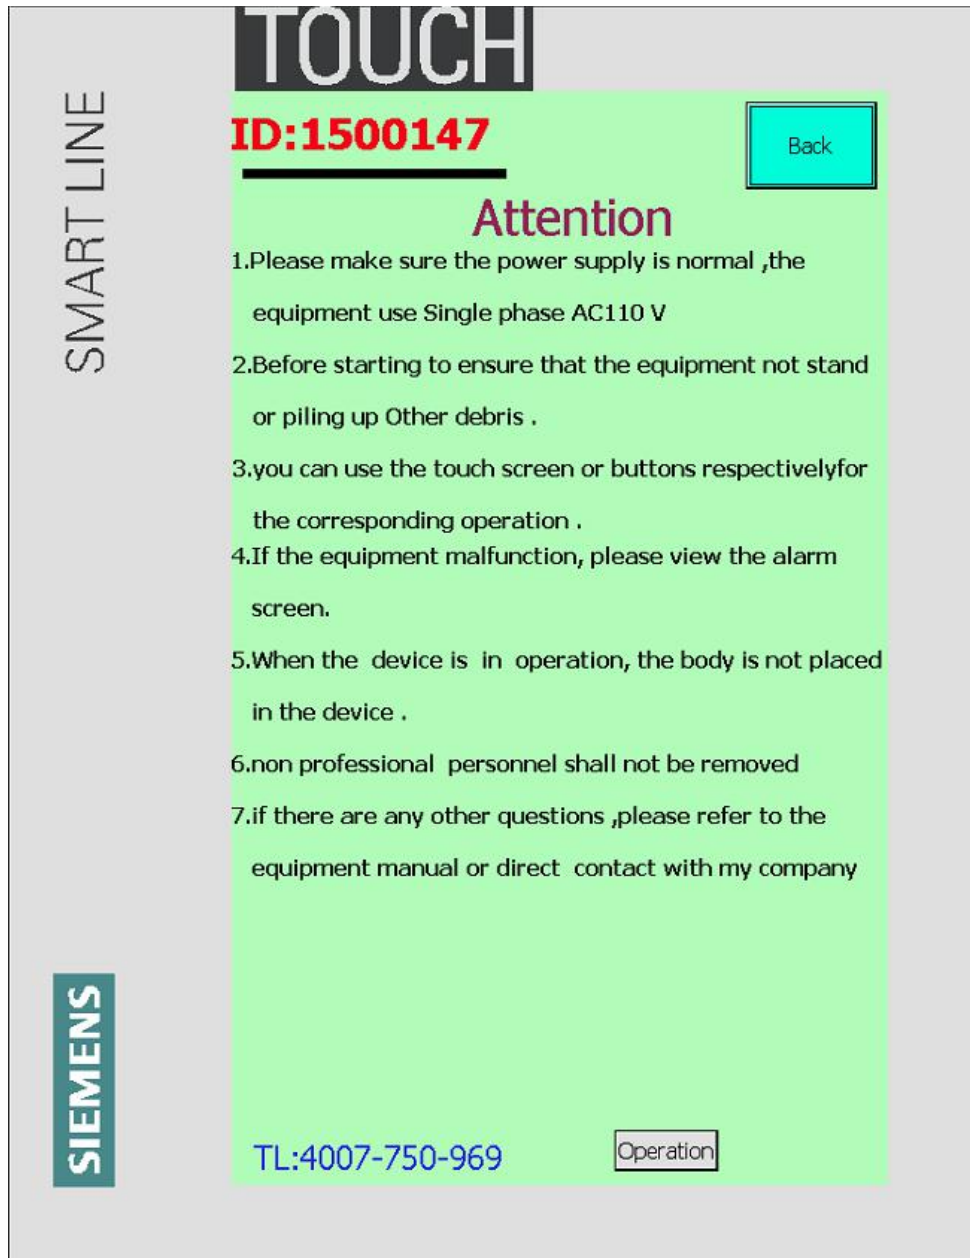 TOUCH
SMART LINE
ID:1500147
Back
Attention
1.Please make sure the power supply is normal ,the
equipment use Single phase AC110 V
2.Before starting to ensure that the equipment not stand
or piling up Other debris .
3.you can use the touch screen or buttons respectivelyfor
the corresponding operation .
4.If the equipment malfunction, please view the alarm
screen.
5.When the  device is  in  operation, the body is not placed
in the device .
6.non professional  personnel shall not be removed
7.if there are any other questions ,please refer to the
equipment manual or direct  contact with my company
SIEMENS
TL:4007-750-969
Operation